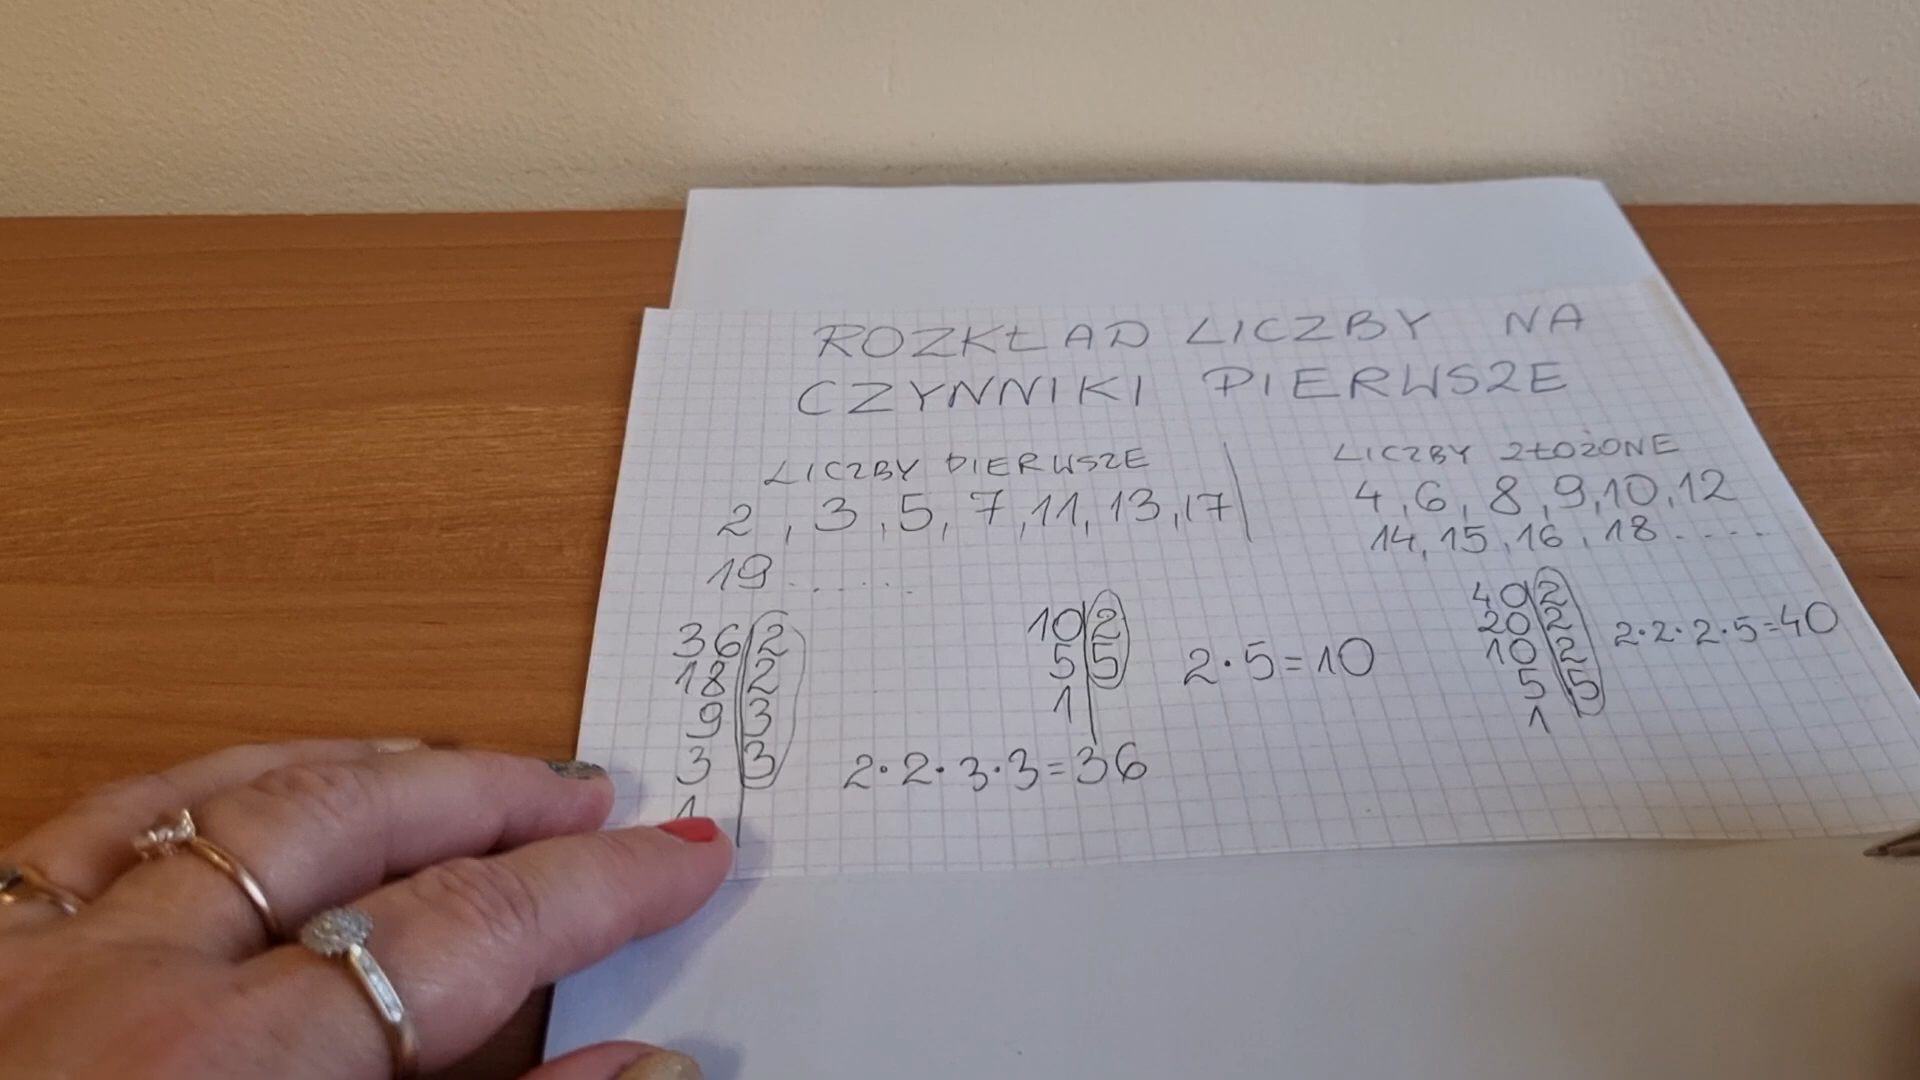 ROZKŁAD LICZBY NA
CZYNNIKI PIERWSZE
LICZBY PIERWSZE
2, 3, 5, 7, 11, 13, 17
19.....
LICZBY ZŁOŻONE
4, 6, 8, 9, 10, 12
14, 15, 16, 18....
36|2
18|2
9|3
3|3
1
2·2·3·3=36
10|2
5|5
1
2·5=10
40|2
20|2
10|2
5|5
1
2·2·2·5=40